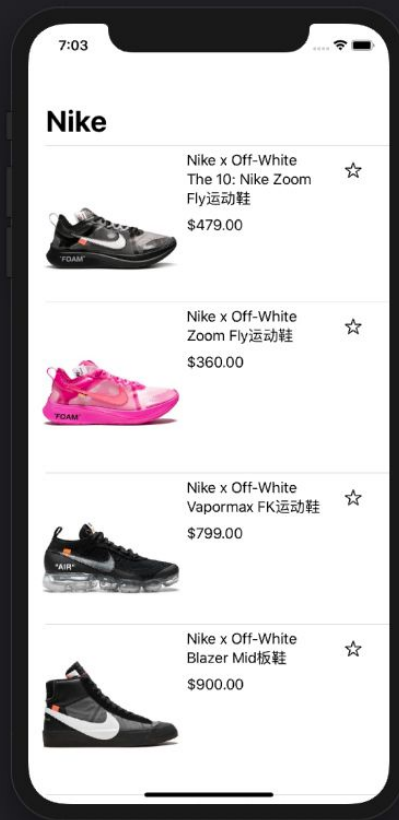 7:03
Nike
Nike x Off-White
The 10: Nike Zoom
Fly运动鞋
$479.00
"FOAM"
Nike x Off-White
Zoom Fly运动鞋
$360.00
"FOAM"
Nike x Off-White
Vapormax FK运动鞋
$799.00
"AIR"
Nike x Off-White
Blazer Mid板鞋
$900.00